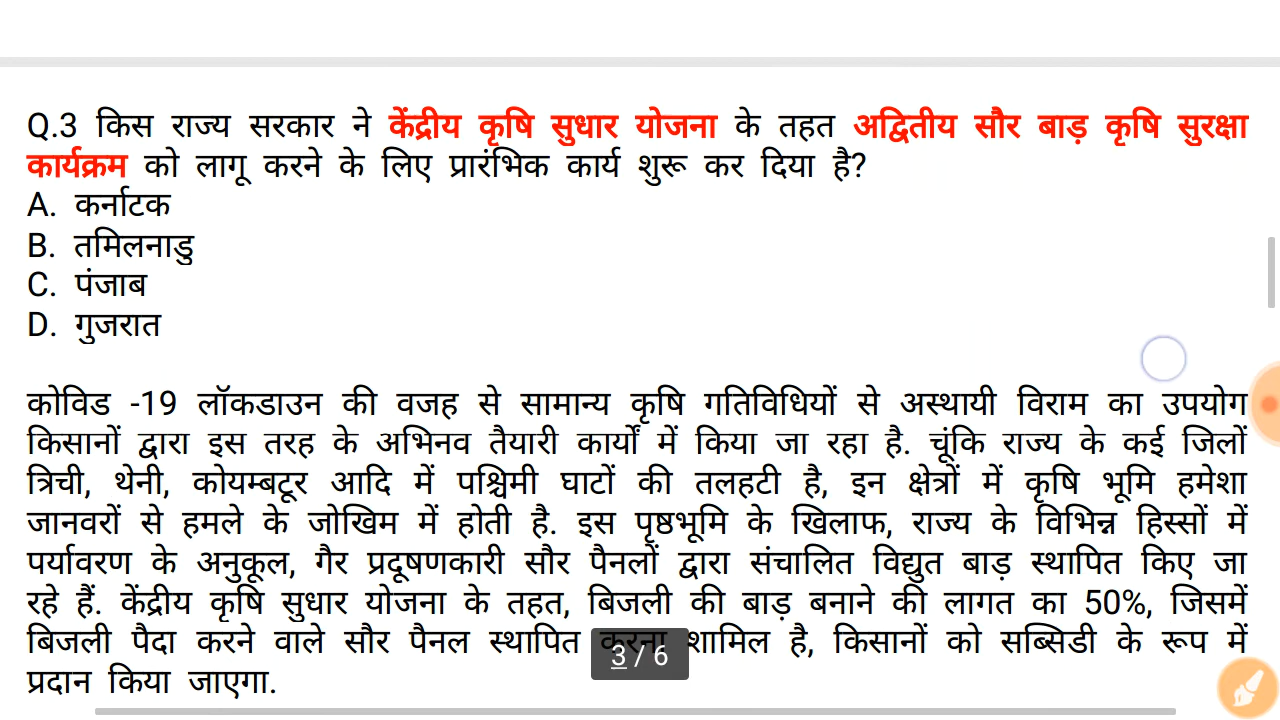 Q.3 किस राज्य सरकार ने केंद्रीय कृषि सुधार योजना के तहत अद्वितीय सौर बाड़ कृषि सुरक्षा
कार्यक्रम को लागू करने के लिए प्रारंभिक कार्य शुरू कर दिया है?
A. कर्नाटक
B. तमिलनाडु
C. पंजाब
D. गुजरात
कोविड -19 लॉकडाउन की वजह से सामान्य कृषि गतिविधियों से अस्थायी विराम का उपयोग
किसानों द्वारा इस तरह के अभिनव तैयारी कार्यों में किया जा रहा है. चूंकि राज्य के कई जिलों
त्रिची, थेनी, कोयम्बटूर आदि में पश्चिमी घाटों की तलहटी है, इन क्षेत्रों में कृषि भूमि हमेशा
जानवरों से हमले के जोखिम में होती है. इस पृष्ठभूमि के खिलाफ, राज्य के विभिन्न हिस्सों में
पर्यावरण के अनुकूल, गैर प्रदूषणकारी सौर पैनलों द्वारा संचालित विद्युत बाड़ स्थापित किए जा
रहे हैं. केंद्रीय कृषि सुधार योजना के तहत, बिजली की बाड़ बनाने की लागत का 50%, जिसमें
बिजली पैदा करने वाले सौर पैनल स्थापित करना शामिल है, किसानों को सब्सिडी के रूप में
प्रदान किया जाएगा.
3 / 6